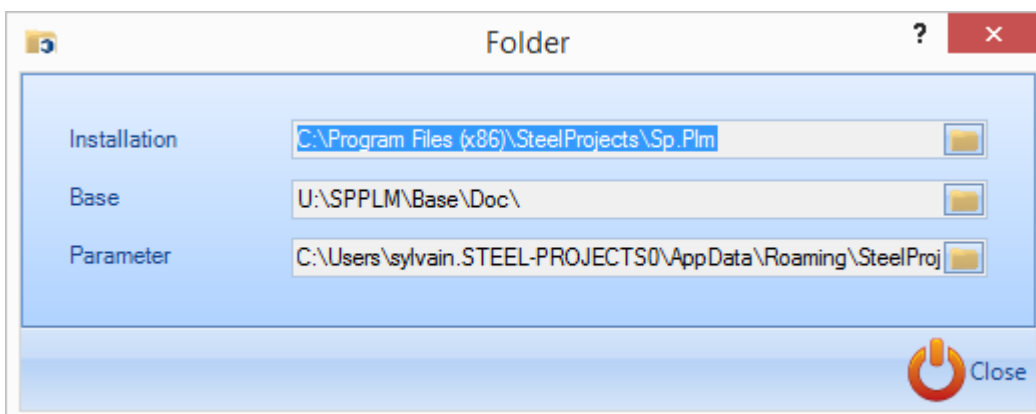 Folder
?
Installation C:\Program Files (x86)\SteelProjects\Sp.Plm
Base U:\SPPLM\Base\Doc\
Parameter C:\Users\sylvain.STEEL-PROJECTS0\AppData\Roaming\SteelProj
Close